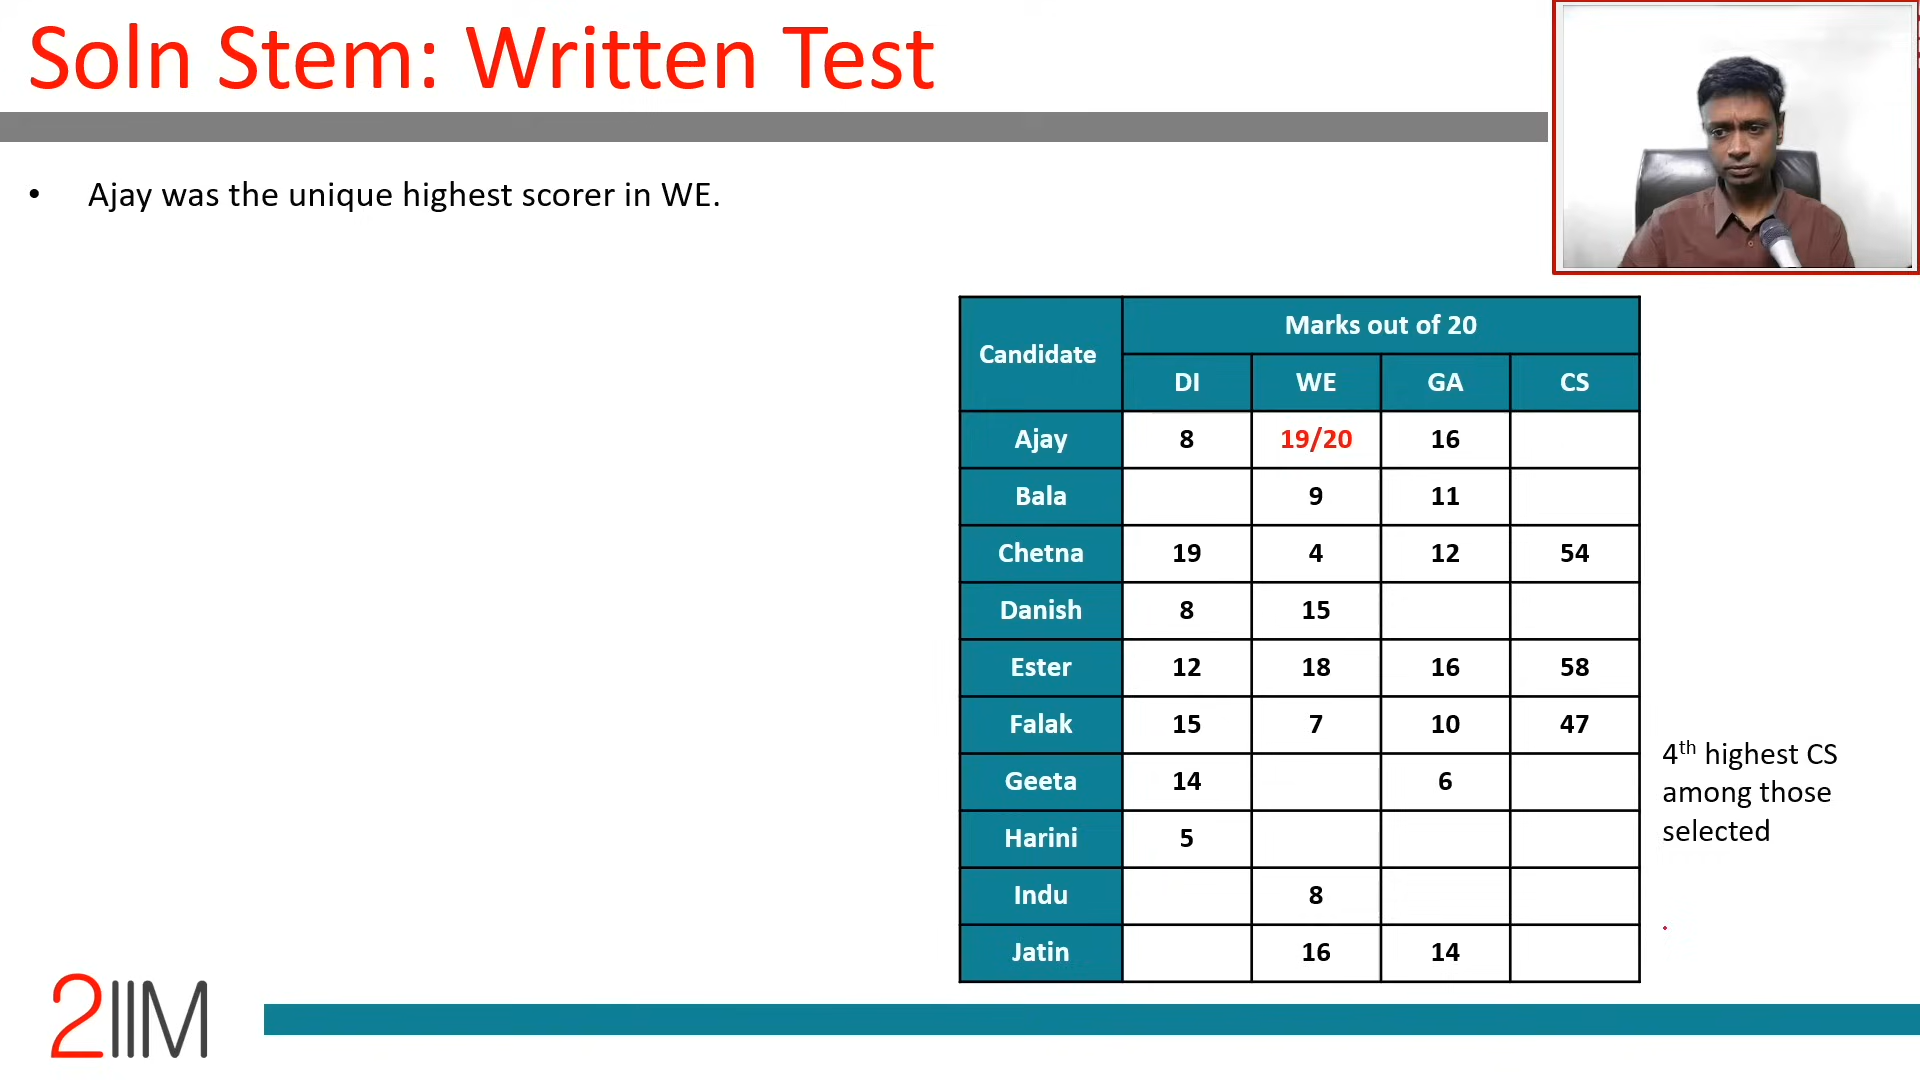 Soln Stem: Written Test
• Ajay was the unique highest scorer in WE.
Candidate Marks out of 20
DI WE GA CS
Ajay 8 19/20 16
Bala 9 11
Chetna 19 4 12 54
Danish 8 15
Ester 12 18 16 58
Falak 15 7 10 47
Geeta 14 6
Harini 5
Indu 8
Jatin 16 14
4th highest CS
among those
selected
2IIM